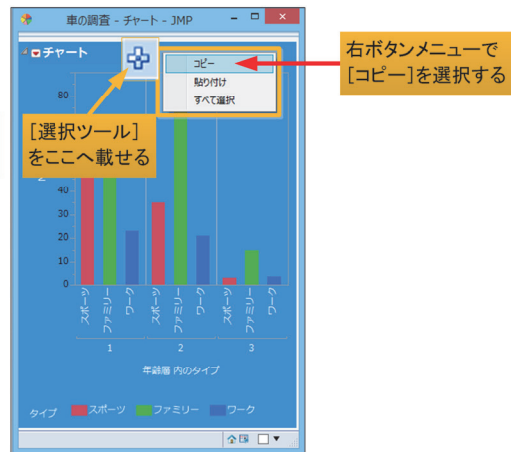 車の調査 - チャート - JMP
チャート
コピー
貼り付け
すべて選択
右ボタンメニューで
[コピー]を選択する
[選択ツール]
をここへ載せる
80
N
40
30
20
10
0
スポーツ
ファミリー
ワーク
スポーツ
ファミリー
ワーク
スポーツ
ファミリー
ワーク
1 2 3
年齢層 内のタイプ
タイプ スポーツ ファミリー ワーク